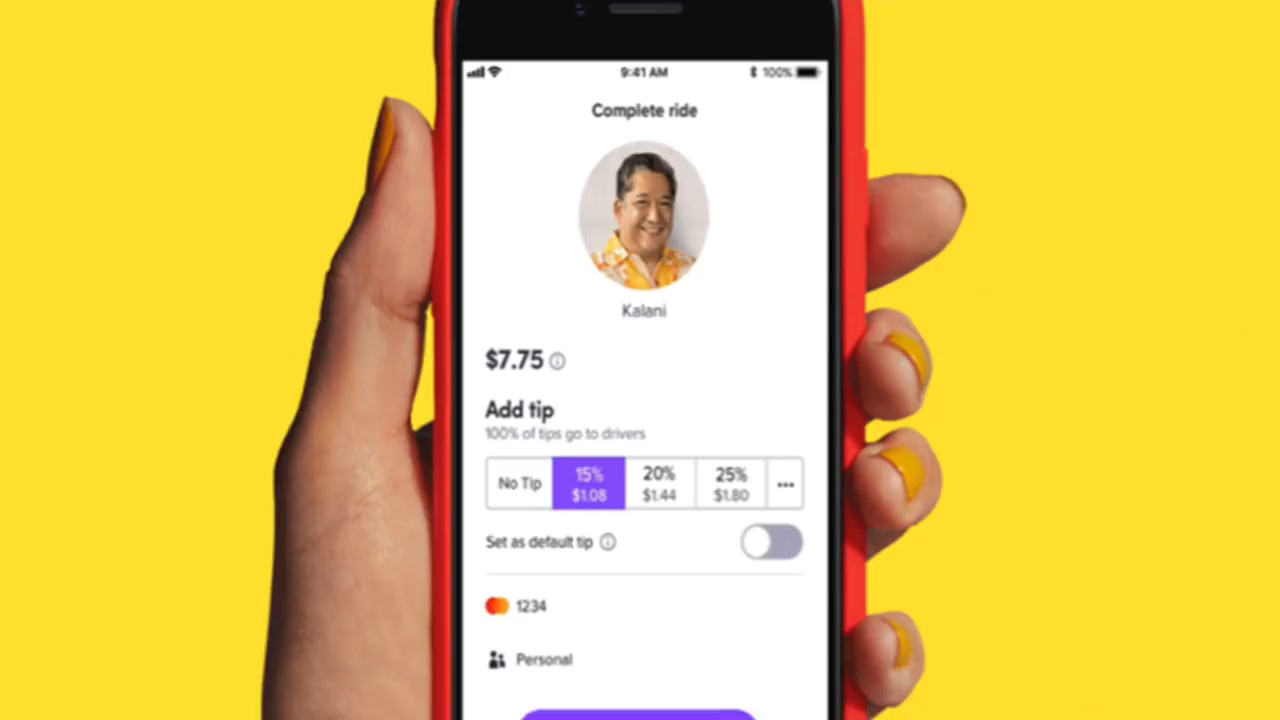 9:41 AM 100%
Complete ride
Kalani
$7.75
Add tip
100% of tips go to drivers
No Tip 15% 20% 25% •••
$1.08 $1.44 $1.80
Set as default tip
1234
Personal